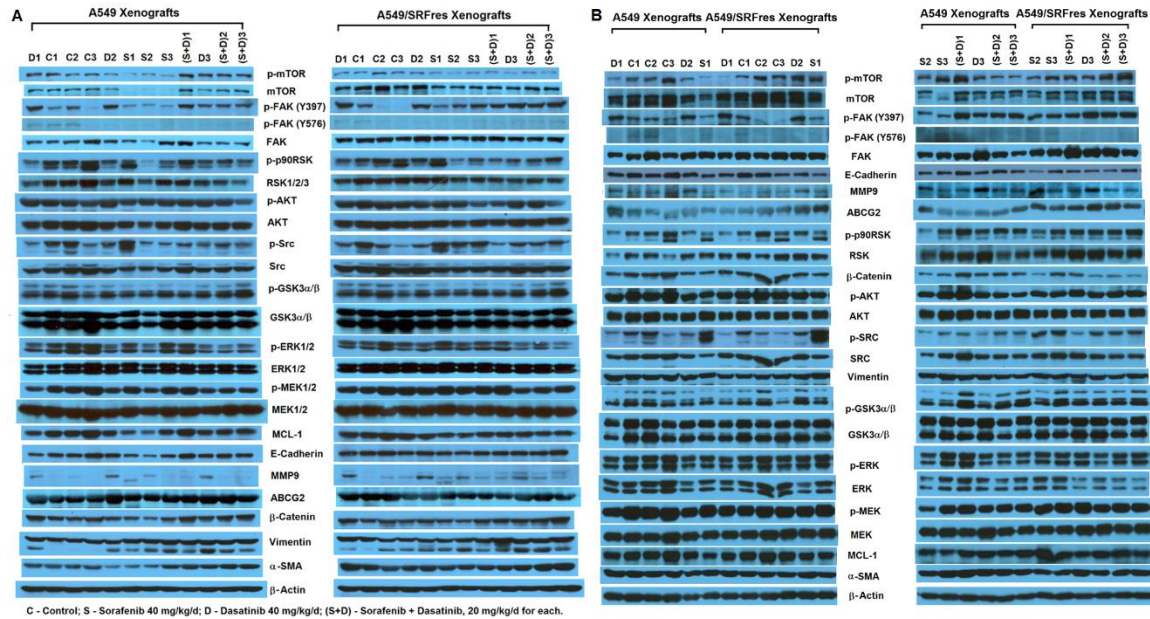 A
A549 Xenografts
A549/SRFres Xenografts
D1 C1 C2 C3 D2 S1 S2 S3 (S+D)1 D3 (S+D)2 (S+D)3
D1 C1 C2 C3 D2 S1 S2 S3 (S+D)1 D3 (S+D)2 (S+D)3
p-mTOR
mTOR
p-FAK (Y397)
p-FAK (Y576)
FAK
p-p90RSK
RSK1/2/3
p-AKT
AKT
p-Src
Src
p-GSK3α/β
GSK3α/β
p-ERK1/2
ERK1/2
p-MEK1/2
MEK1/2
MCL-1
E-Cadherin
MMP9
ABCG2
β-Catenin
Vimentin
α-SMA
β-Actin
C - Control; S - Sorafenib 40 mg/kg/d; D - Dasatinib 40 mg/kg/d; (S+D) - Sorafenib + Dasatinib, 20 mg/kg/d for each.
B
A549 Xenografts A549/SRFres Xenografts
A549 Xenografts A549/SRFres Xenografts
D1 C1 C2 C3 D2 S1 D1 C1 C2 C3 D2 S1
S2 S3 (S+D)1 D3 (S+D)2 (S+D)3 S2 S3 (S+D)1 D3 (S+D)2 (S+D)3
p-mTOR
mTOR
p-FAK (Y397)
p-FAK (Y576)
FAK
E-Cadherin
MMP9
ABCG2
p-p90RSK
RSK
β-Catenin
p-AKT
AKT
p-SRC
SRC
Vimentin
p-GSK3α/β
GSK3α/β
p-ERK
ERK
p-MEK
MEK
MCL-1
α-SMA
β-Actin